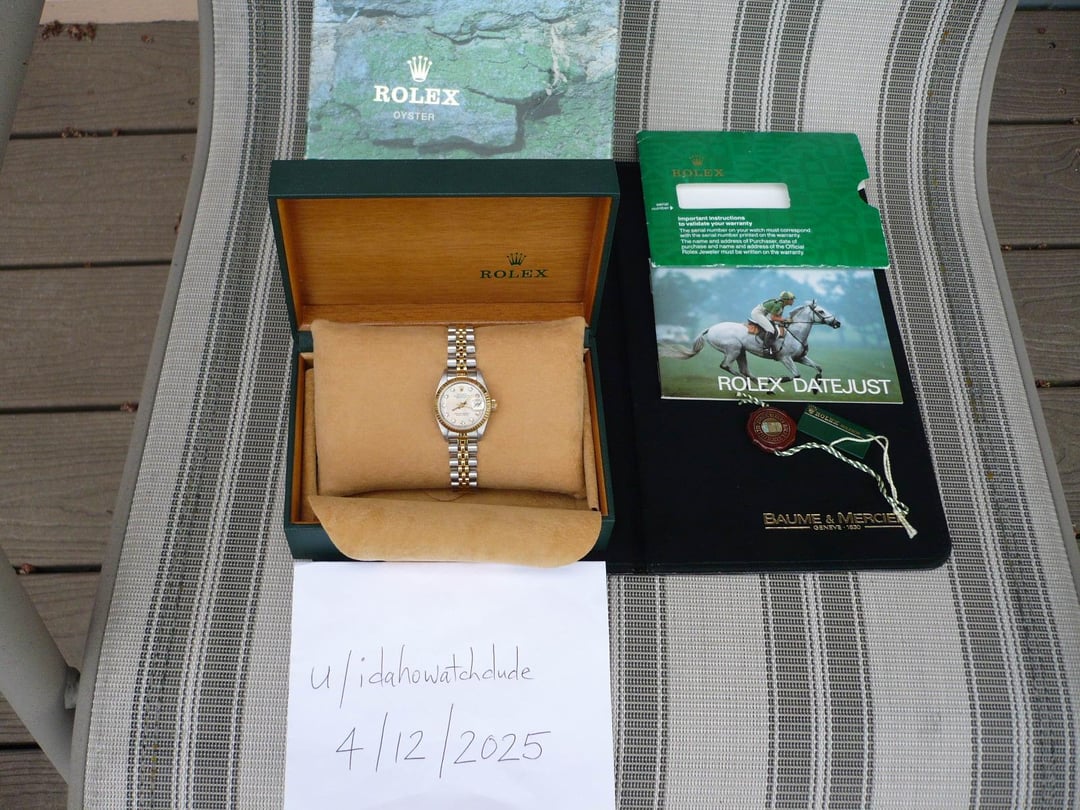 ROLEX
OYSTER
ROLEX
ROLEX
serial
number
Important instructions
to validate your warranty
The serial number on your watch must correspond
with the serial number printed on the warranty.
The name and address of Purchaser, date of
purchase and name and address of the Official
Rolex Jeweler must be written on the warranty.
ROLEX DATEJUST
ROLEX
BAUME & MERCIER
GENEVE · 1830
u/idahowatchdude
4/12/2025